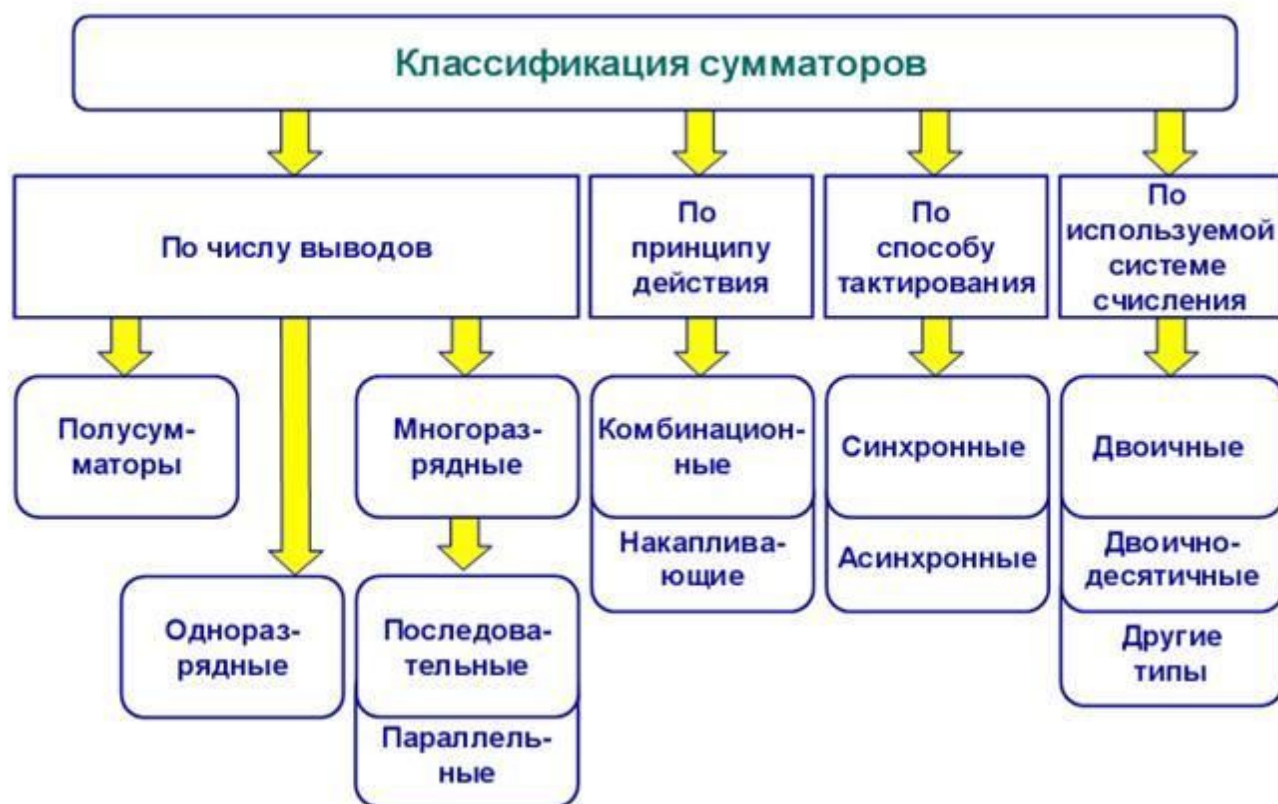 Классификация сумматоров
По числу выводов
По
принципу
действия
По
способу
тактирования
По
используемой
системе
счисления
Полусум-
маторы
Многораз-
рядные
Комбинацион-
ные
Синхронные
Двоичные
Накаплива-
ющие
Асинхронные
Двоично-
десятичные
Однораз-
рядные
Последова-
тельные
Другие
типы
Параллель-
ные